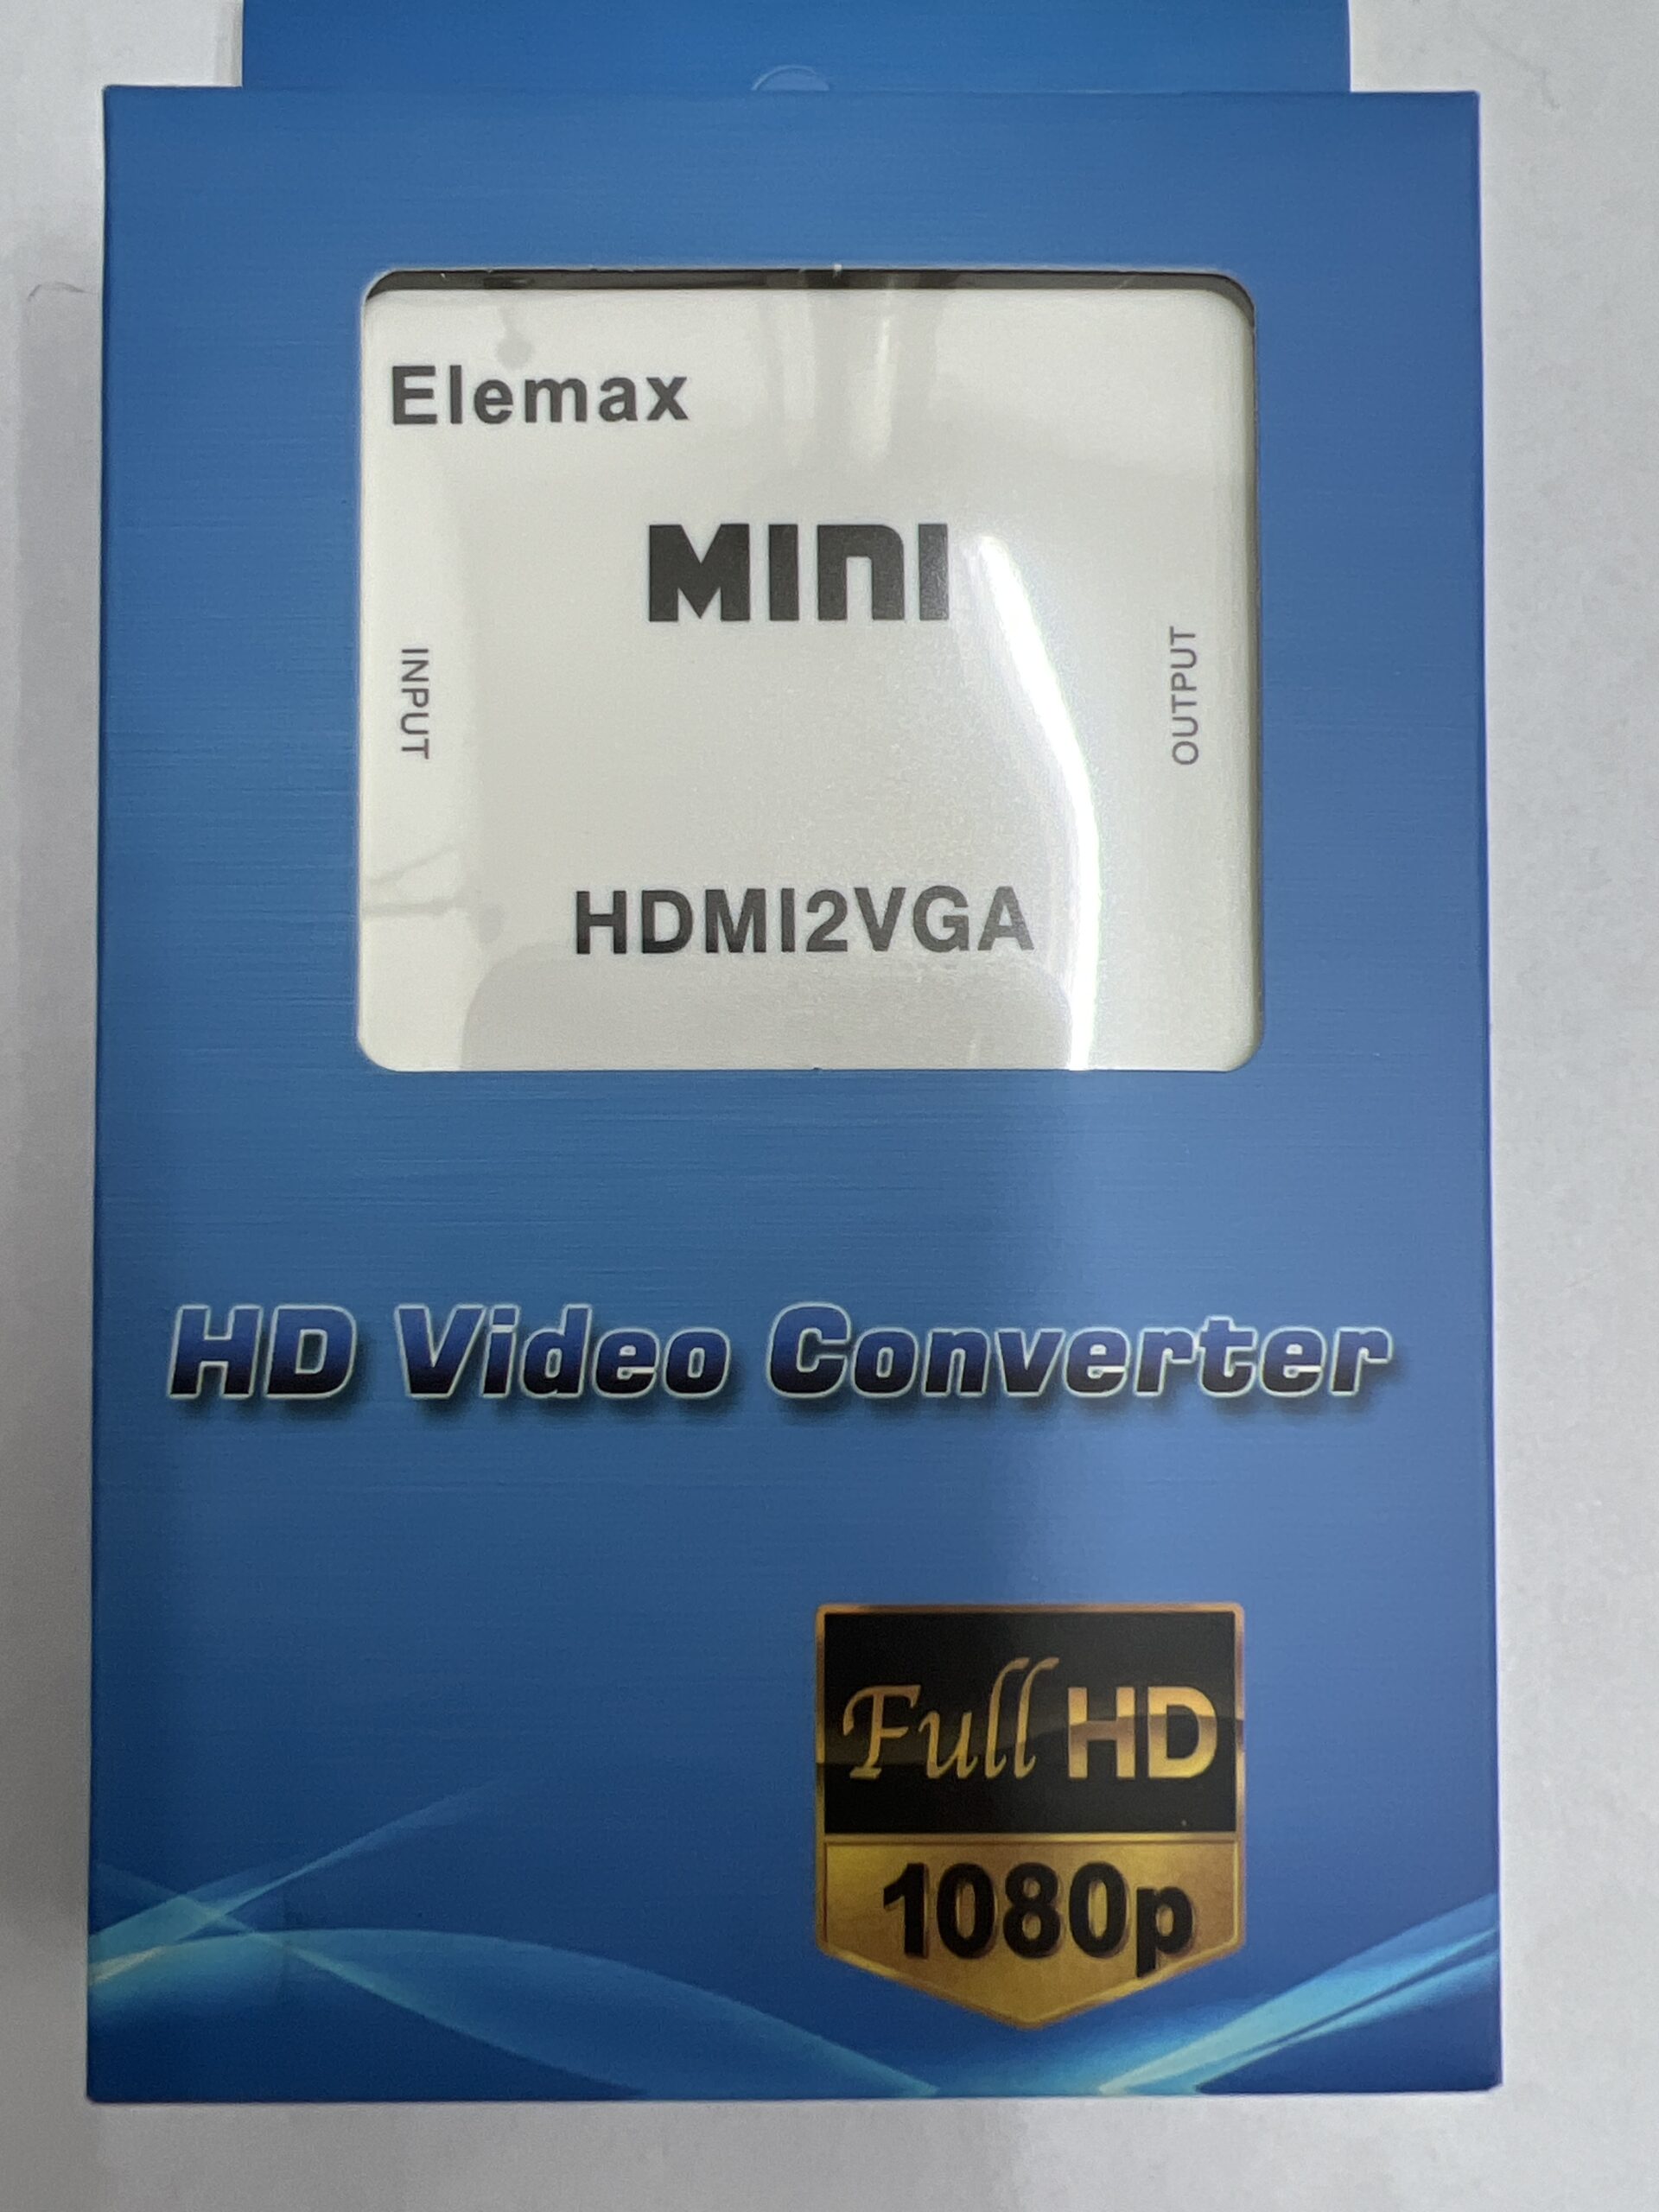 Elemax
MINI
INPUT
OUTPUT
HDMI2VGA
HD Video Converter
Full HD
1080p